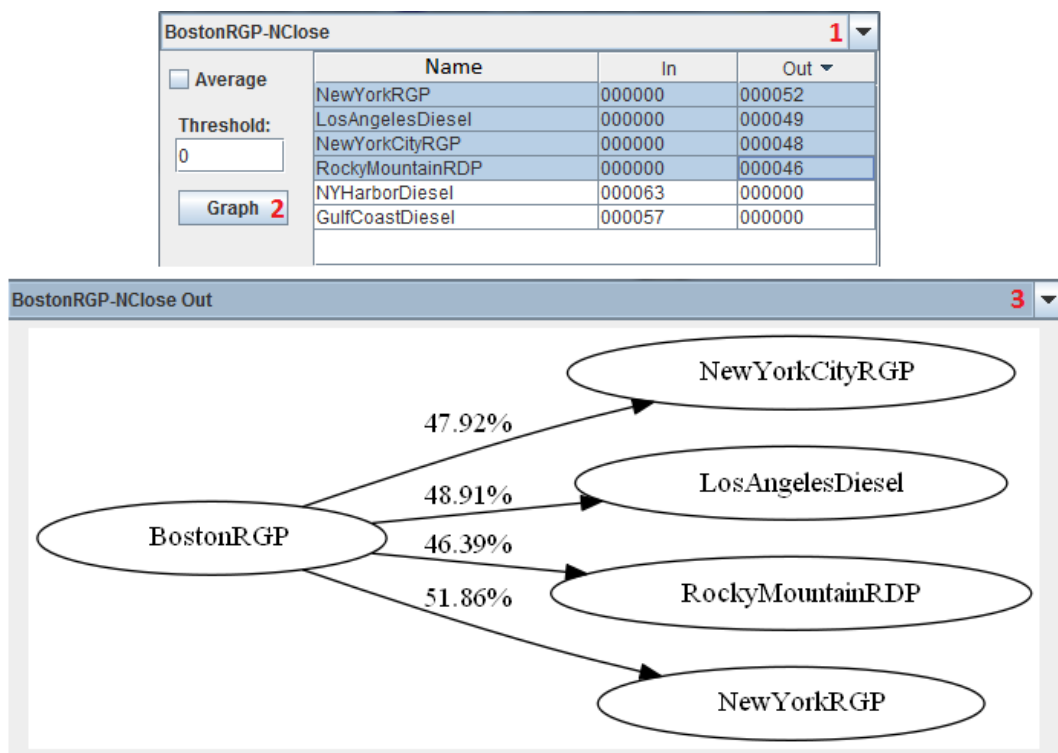 BostonRGP-NClose 1
Average
Threshold:
0
Graph 2
Name In Out
NewYorkRGP 000000 000052
LosAngelesDiesel 000000 000049
NewYorkCityRGP 000000 000048
RockyMountainRDP 000000 000046
NYHarborDiesel 000063 000000
GulfCoastDiesel 000057 000000
BostonRGP-NClose Out 3
NewYorkCityRGP
47.92%
LosAngelesDiesel
48.91%
BostonRGP
46.39%
RockyMountainRDP
51.86%
NewYorkRGP